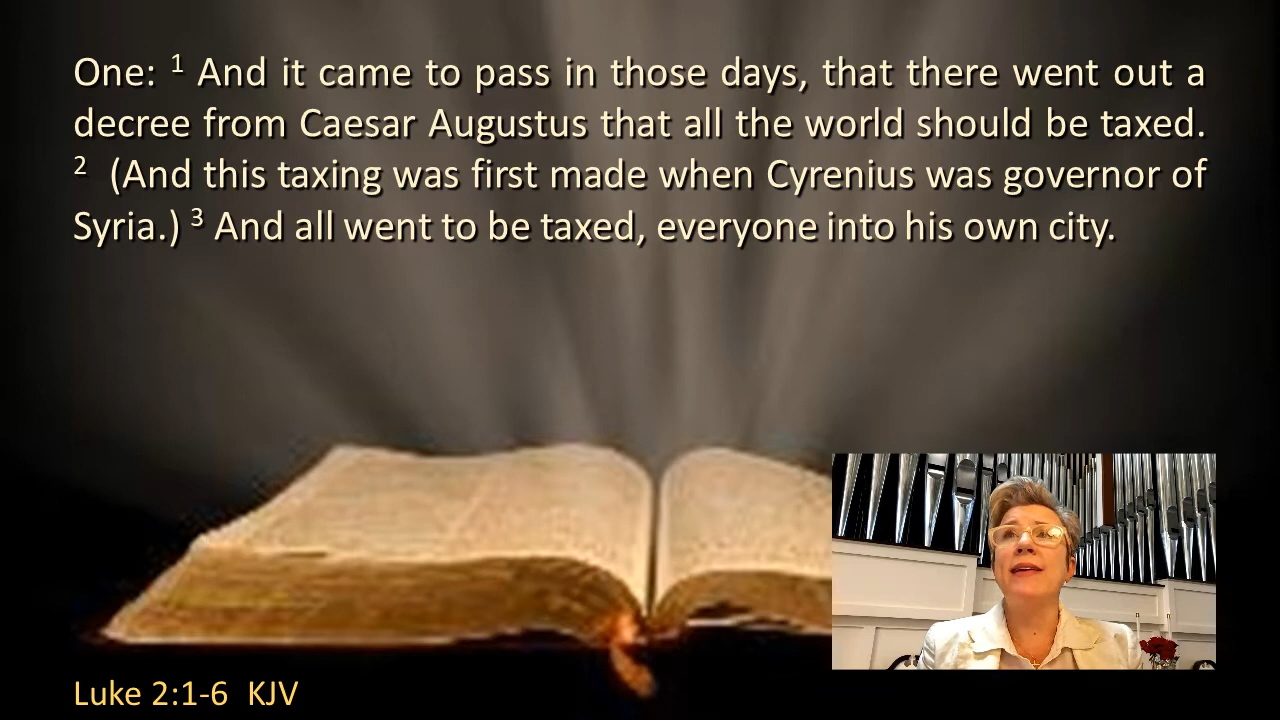 One: ¹ And it came to pass in those days, that there went out a
decree from Caesar Augustus that all the world should be taxed.
² (And this taxing was first made when Cyrenius was governor of
Syria.) ³ And all went to be taxed, everyone into his own city.
Luke 2:1-6 KJV